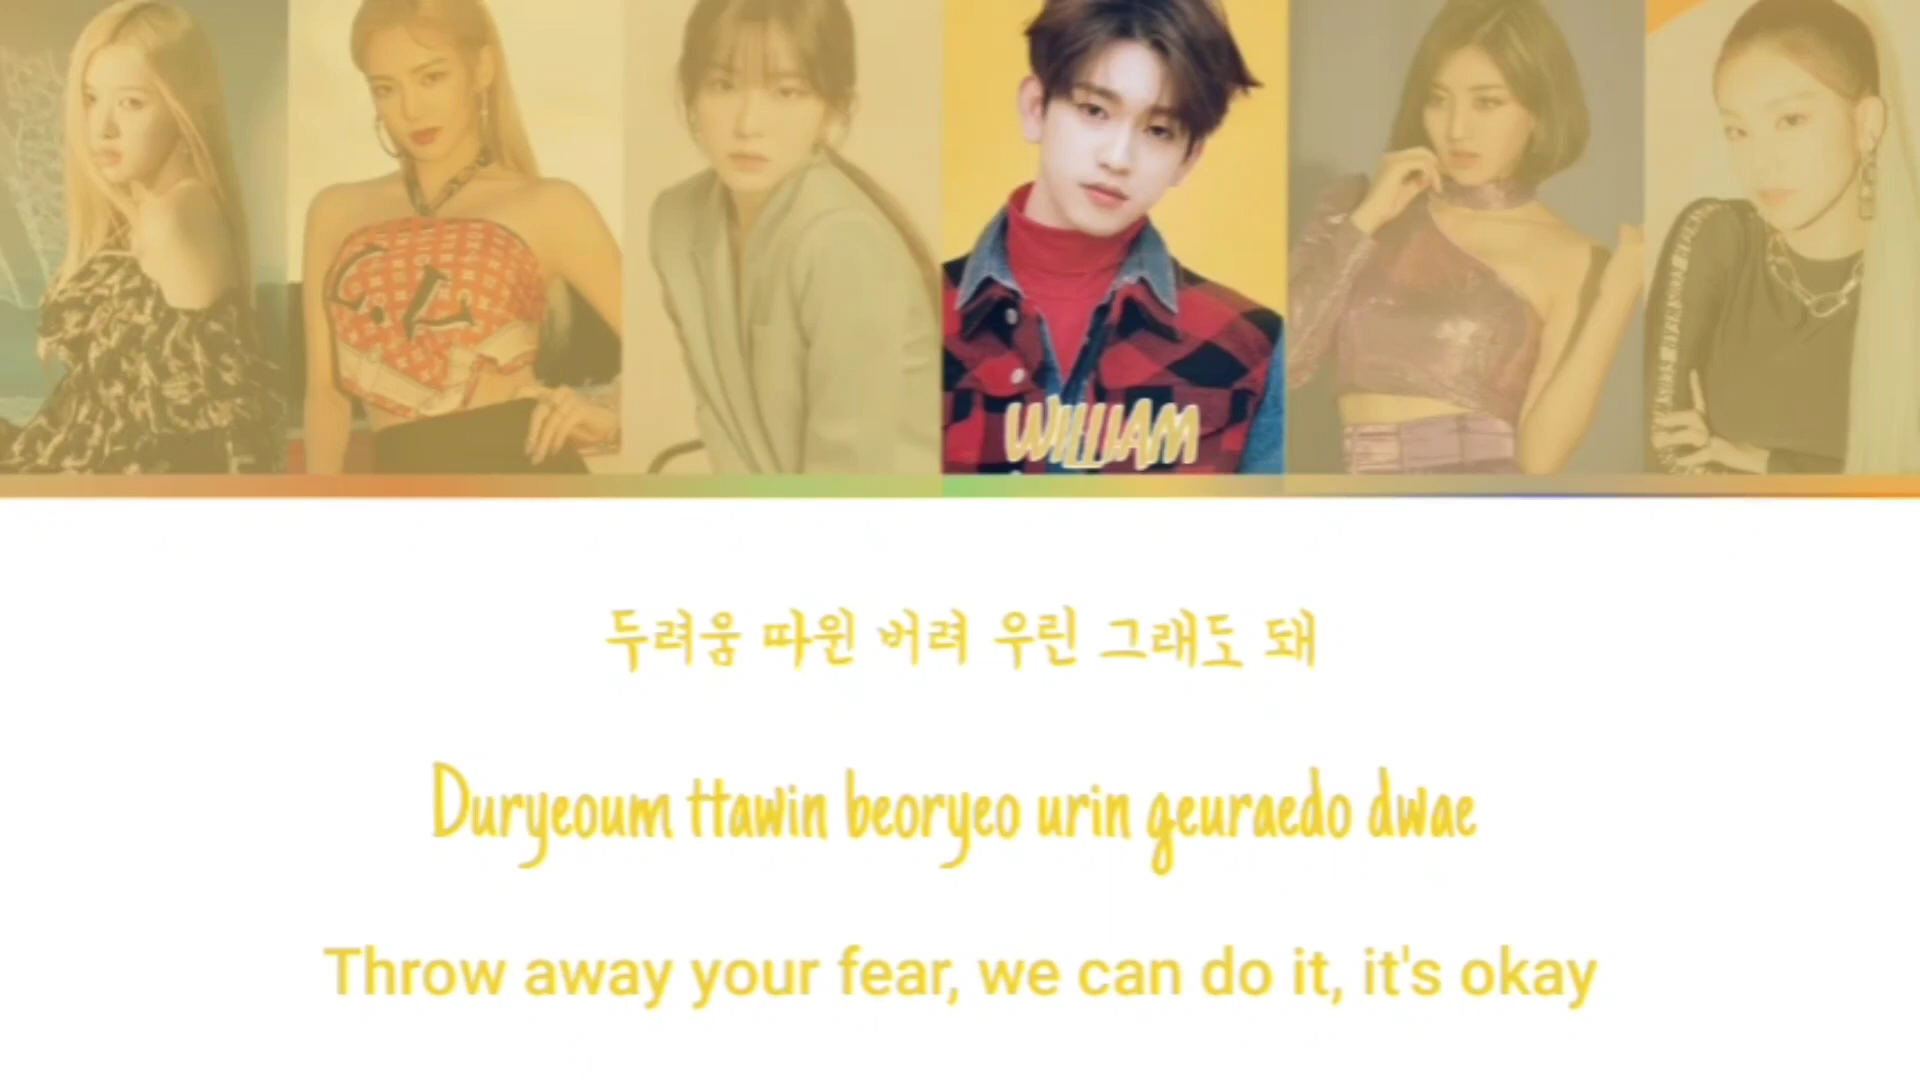 WILLIAM
두려움 따윈 버려 우린 그래도 돼
Duryeoum ttawin beoryeo urin geuraedo dwae
Throw away your fear, we can do it, it's okay